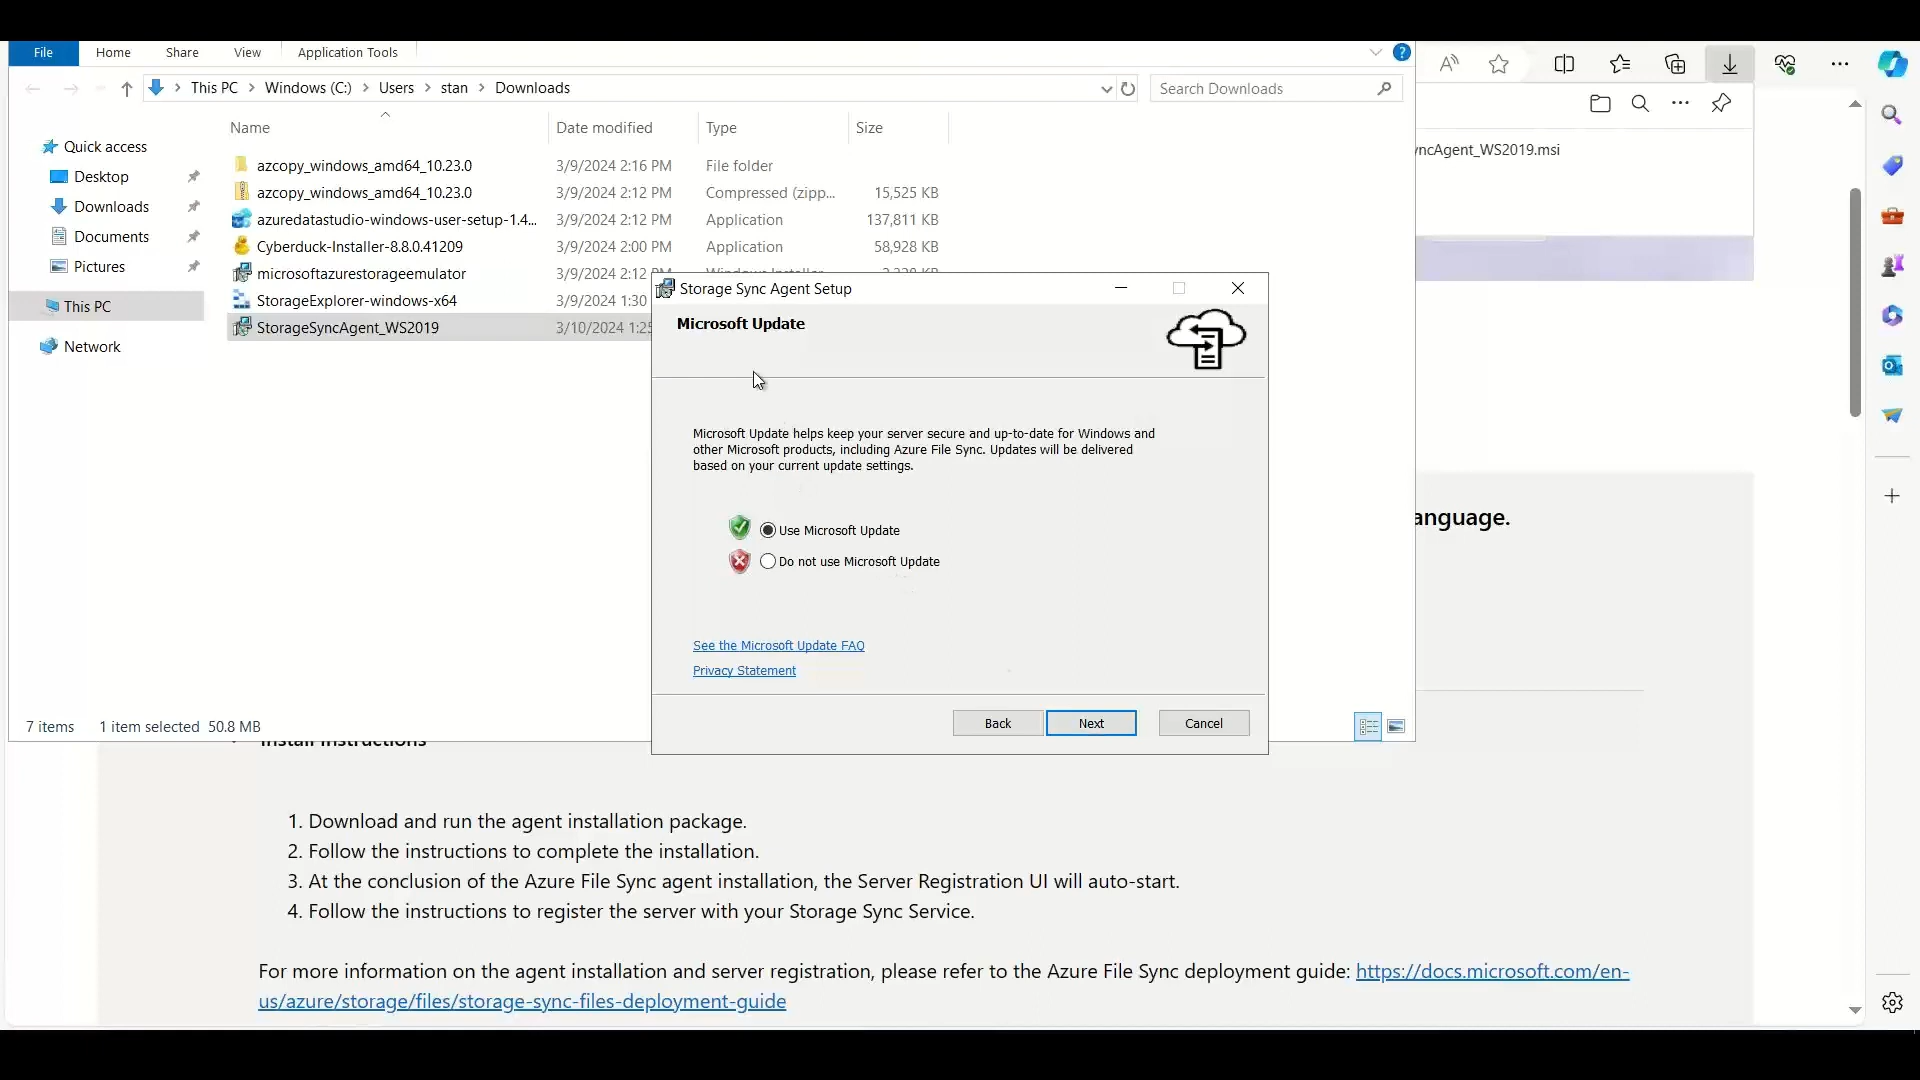 File Home Share View Application Tools
This PC Windows (C:) Users stan Downloads
Search Downloads
Name Date modified Type Size
Quick access
Desktop
Downloads
Documents
Pictures
This PC
Network
azcopy_windows_amd64_10.23.0 3/9/2024 2:16 PM File folder
azcopy_windows_amd64_10.23.0 3/9/2024 2:12 PM Compressed (zipp... 15,525 KB
azuredatastudio-windows-user-setup-1.4... 3/9/2024 2:12 PM Application 137,811 KB
Cyberduck-Installer-8.8.0.41209 3/9/2024 2:00 PM Application 58,928 KB
microsoftazurestorageemulator 3/9/2024 2:12 PM
StorageExplorer-windows-x64 3/9/2024 1:30
StorageSyncAgent_WS2019 3/10/2024 1:25
ncAgent_WS2019.msi
Storage Sync Agent Setup
Microsoft Update
Microsoft Update helps keep your server secure and up-to-date for Windows and
other Microsoft products, including Azure File Sync. Updates will be delivered
based on your current update settings.
Use Microsoft Update
Do not use Microsoft Update
See the Microsoft Update FAQ
Privacy Statement
Back Next Cancel
anguage.
7 items 1 item selected 50.8 MB
Install Instructions
1. Download and run the agent installation package.
2. Follow the instructions to complete the installation.
3. At the conclusion of the Azure File Sync agent installation, the Server Registration UI will auto-start.
4. Follow the instructions to register the server with your Storage Sync Service.
For more information on the agent installation and server registration, please refer to the Azure File Sync deployment guide: https://docs.microsoft.com/en-
us/azure/storage/files/storage-sync-files-deployment-guide